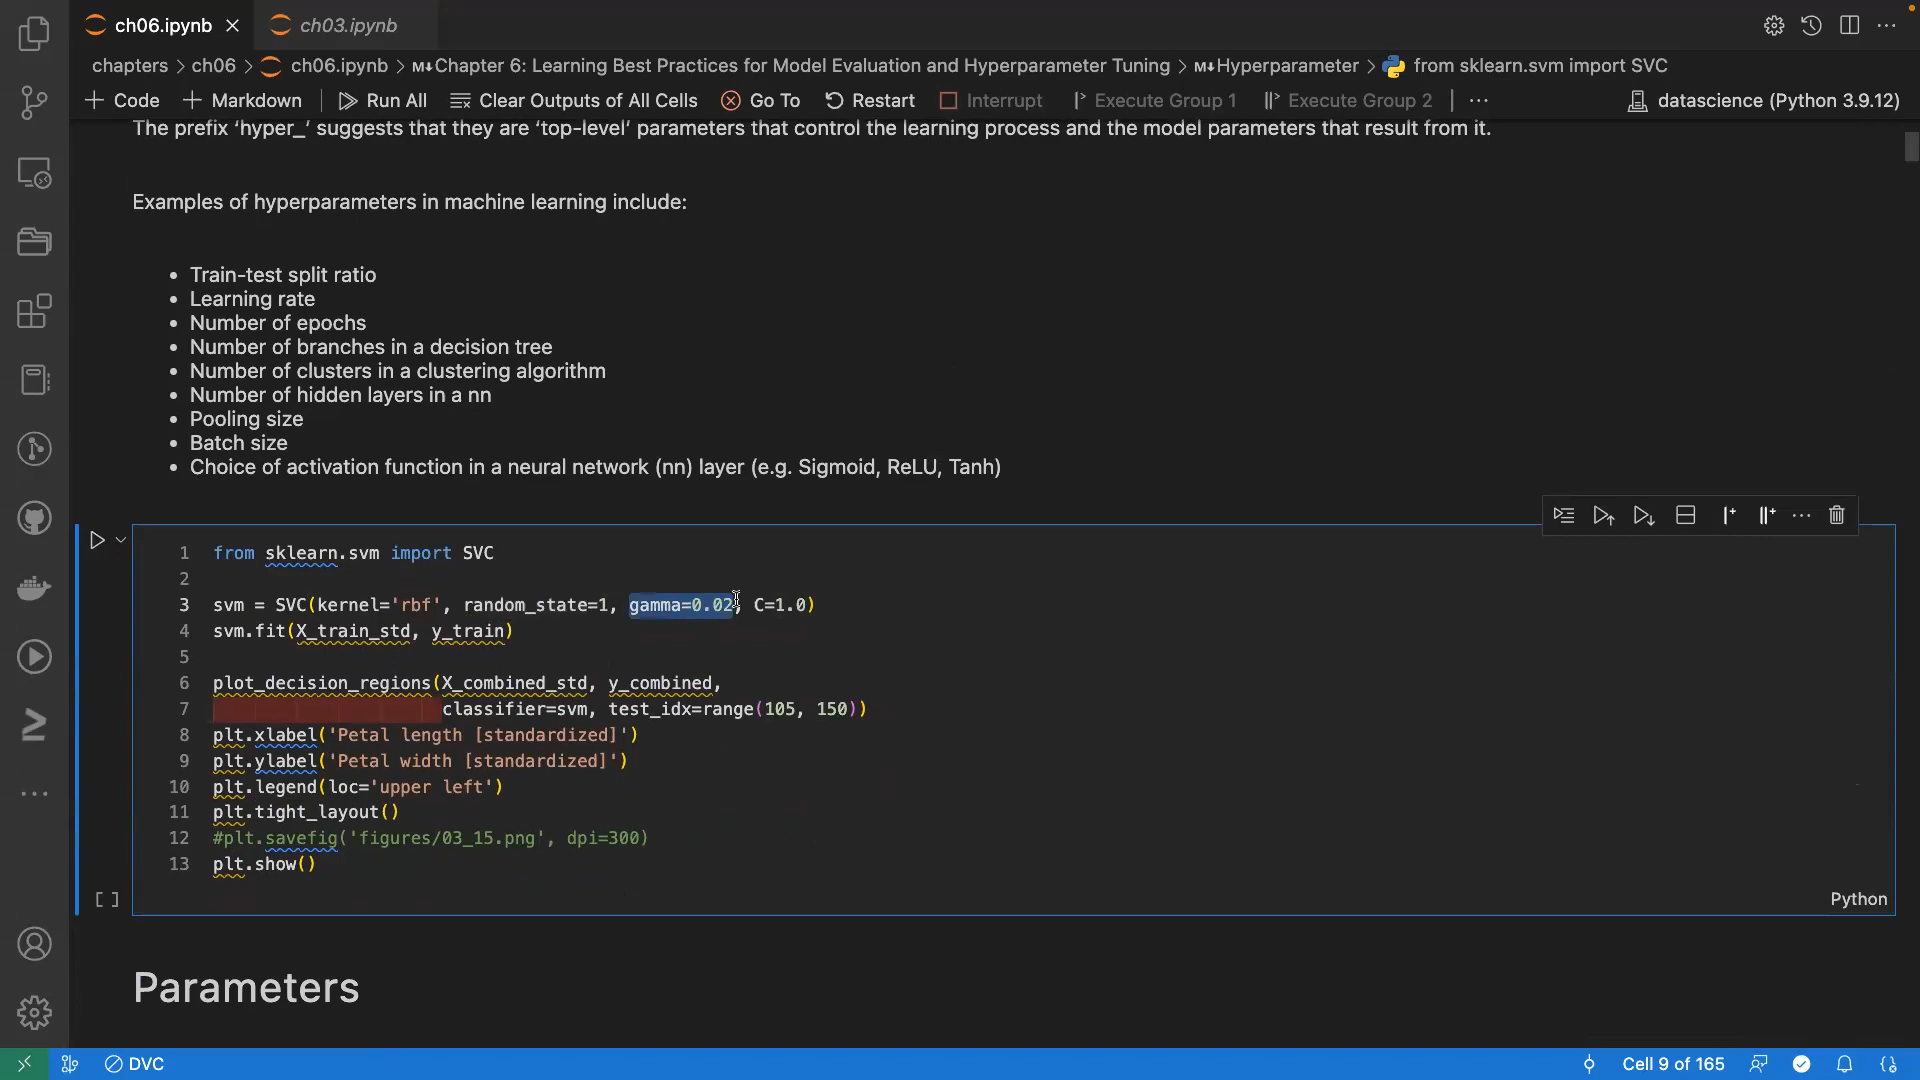 ch06.ipynb
ch03.ipynb
chapters > ch06 > ch06.ipynb > M↓Chapter 6: Learning Best Practices for Model Evaluation and Hyperparameter Tuning > M↓Hyperparameter > from sklearn.svm import SVC
+ Code + Markdown Run All Clear Outputs of All Cells Go To Restart Interrupt Execute Group 1 Execute Group 2 ··· datascience (Python 3.9.12)
The prefix ‘hyper_’ suggests that they are ‘top-level’ parameters that control the learning process and the model parameters that result from it.
Examples of hyperparameters in machine learning include:
• Train-test split ratio
• Learning rate
• Number of epochs
• Number of branches in a decision tree
• Number of clusters in a clustering algorithm
• Number of hidden layers in a nn
• Pooling size
• Batch size
• Choice of activation function in a neural network (nn) layer (e.g. Sigmoid, ReLU, Tanh)
1 from sklearn.svm import SVC
2
3 svm = SVC(kernel='rbf', random_state=1, gamma=0.02, C=1.0)
4 svm.fit(X_train_std, y_train)
5
6 plot_decision_regions(X_combined_std, y_combined,
7 classifier=svm, test_idx=range(105, 150))
8 plt.xlabel('Petal length [standardized]')
9 plt.ylabel('Petal width [standardized]')
10 plt.legend(loc='upper left')
11 plt.tight_layout()
12 #plt.savefig('figures/03_15.png', dpi=300)
13 plt.show()
[ ]
Python
Parameters
DVC
Cell 9 of 165